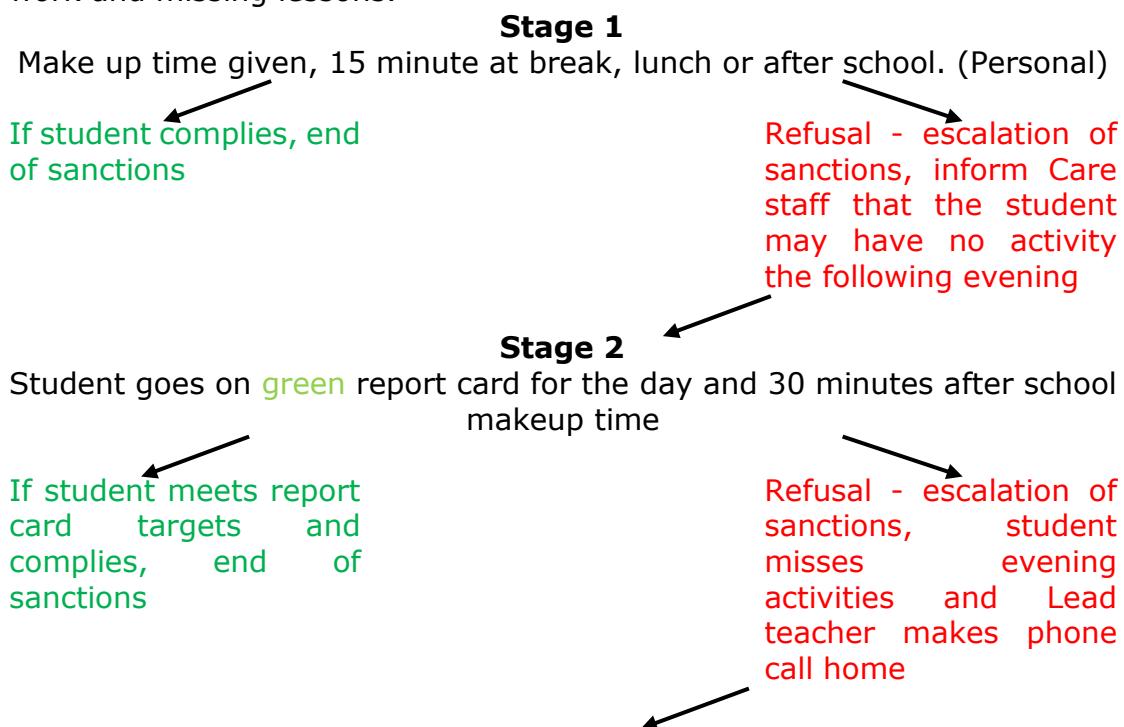 work and missing lessons.
Stage 1
Make up time given, 15 minute at break, lunch or after school. (Personal)
If student complies, end
of sanctions
Refusal - escalation of
sanctions, inform Care
staff that the student
may have no activity
the following evening
Stage 2
Student goes on green report card for the day and 30 minutes after school
makeup time
If student meets report
card targets and
complies, end of
sanctions
Refusal - escalation of
sanctions, student
misses evening
activities and Lead
teacher makes phone
call home